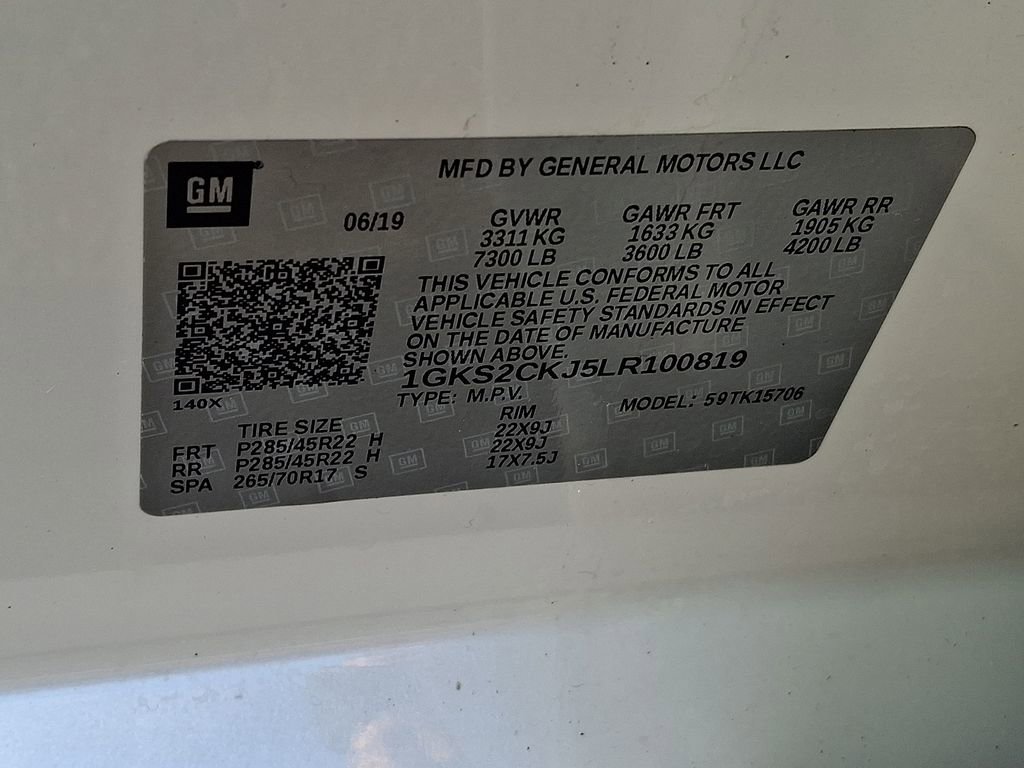 GM
MFD BY GENERAL MOTORS LLC
06/19
GVWR
3311 KG
7300 LB
GAWR FRT
1633 KG
3600 LB
GAWR RR
1905 KG
4200 LB
THIS VEHICLE CONFORMS TO ALL
APPLICABLE U.S. FEDERAL MOTOR
VEHICLE SAFETY STANDARDS IN EFFECT
ON THE DATE OF MANUFACTURE
SHOWN ABOVE.
1GKS2CKJ5LR100819
140X
TYPE: M.P.V.
MODEL: 59TK15706
TIRE SIZE RIM
FRT P285/45R22 H 22X9J
RR P285/45R22 H 22X9J
SPA 265/70R17 S 17X7.5J